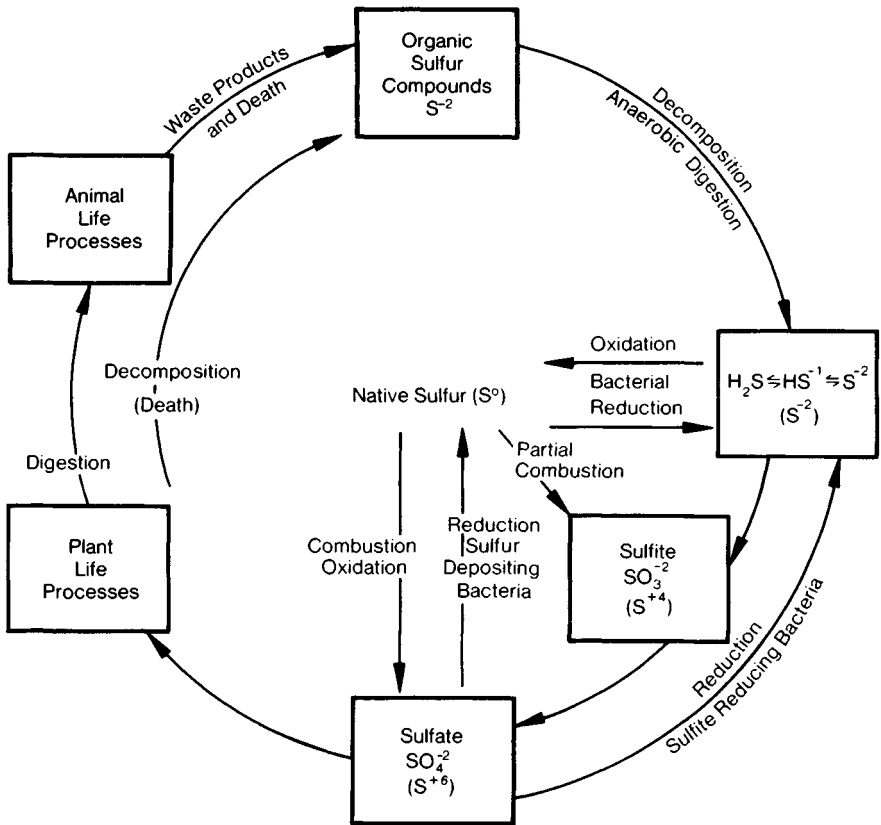 Organic
Sulfur
Compounds
S⁻²
Waste Products
and Death
Decomposition
Anaerobic Digestion
Animal
Life
Processes
Decomposition
(Death)
Digestion
Plant
Life
Processes
Oxidation
Bacterial
Reduction
H₂S ⇋ HS⁻¹ ⇋ S⁻²
(S⁻²)
Native Sulfur (S°)
Partial
Combustion
Combustion
Oxidation
Reduction
Sulfur
Depositing
Bacteria
Sulfite
SO₃⁻²
(S⁺⁴)
Reduction
Sulfite Reducing Bacteria
Sulfate
SO₄⁻²
(S⁺⁶)